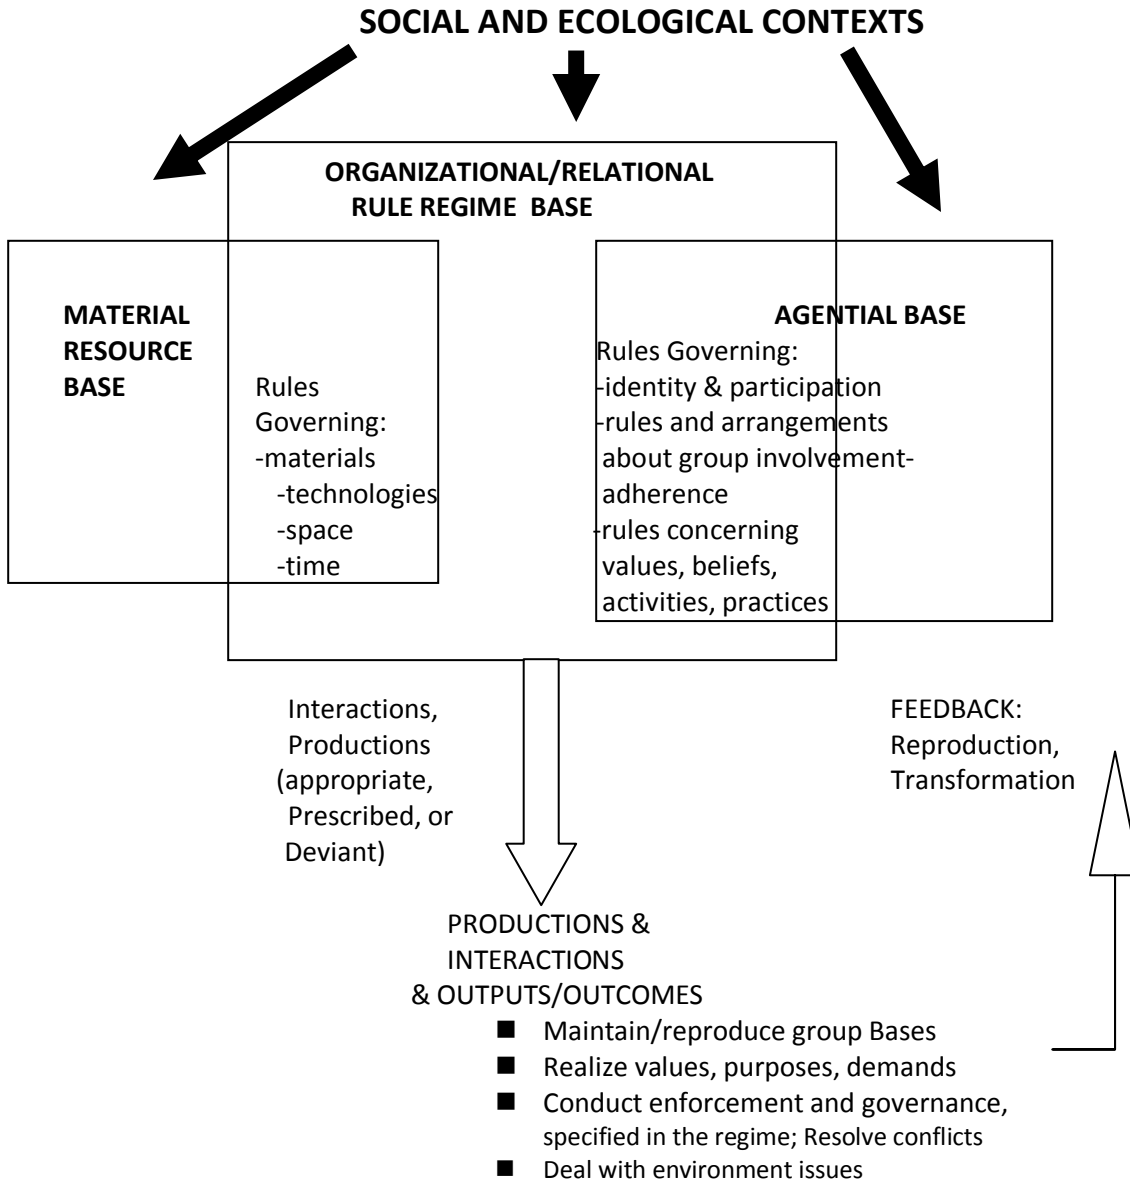 SOCIAL AND ECOLOGICAL CONTEXTS
ORGANIZATIONAL/RELATIONAL
RULE REGIME BASE
MATERIAL
RESOURCE
BASE
Rules
Governing:
-materials
-technologies
-space
-time
AGENTIAL BASE
Rules Governing:
-identity & participation
-rules and arrangements
about group involvement-
adherence
-rules concerning
values, beliefs,
activities, practices
Interactions,
Productions
(appropriate,
Prescribed, or
Deviant)
FEEDBACK:
Reproduction,
Transformation
PRODUCTIONS &
INTERACTIONS
& OUTPUTS/OUTCOMES
■ Maintain/reproduce group Bases
■ Realize values, purposes, demands
■ Conduct enforcement and governance,
specified in the regime; Resolve conflicts
■ Deal with environment issues